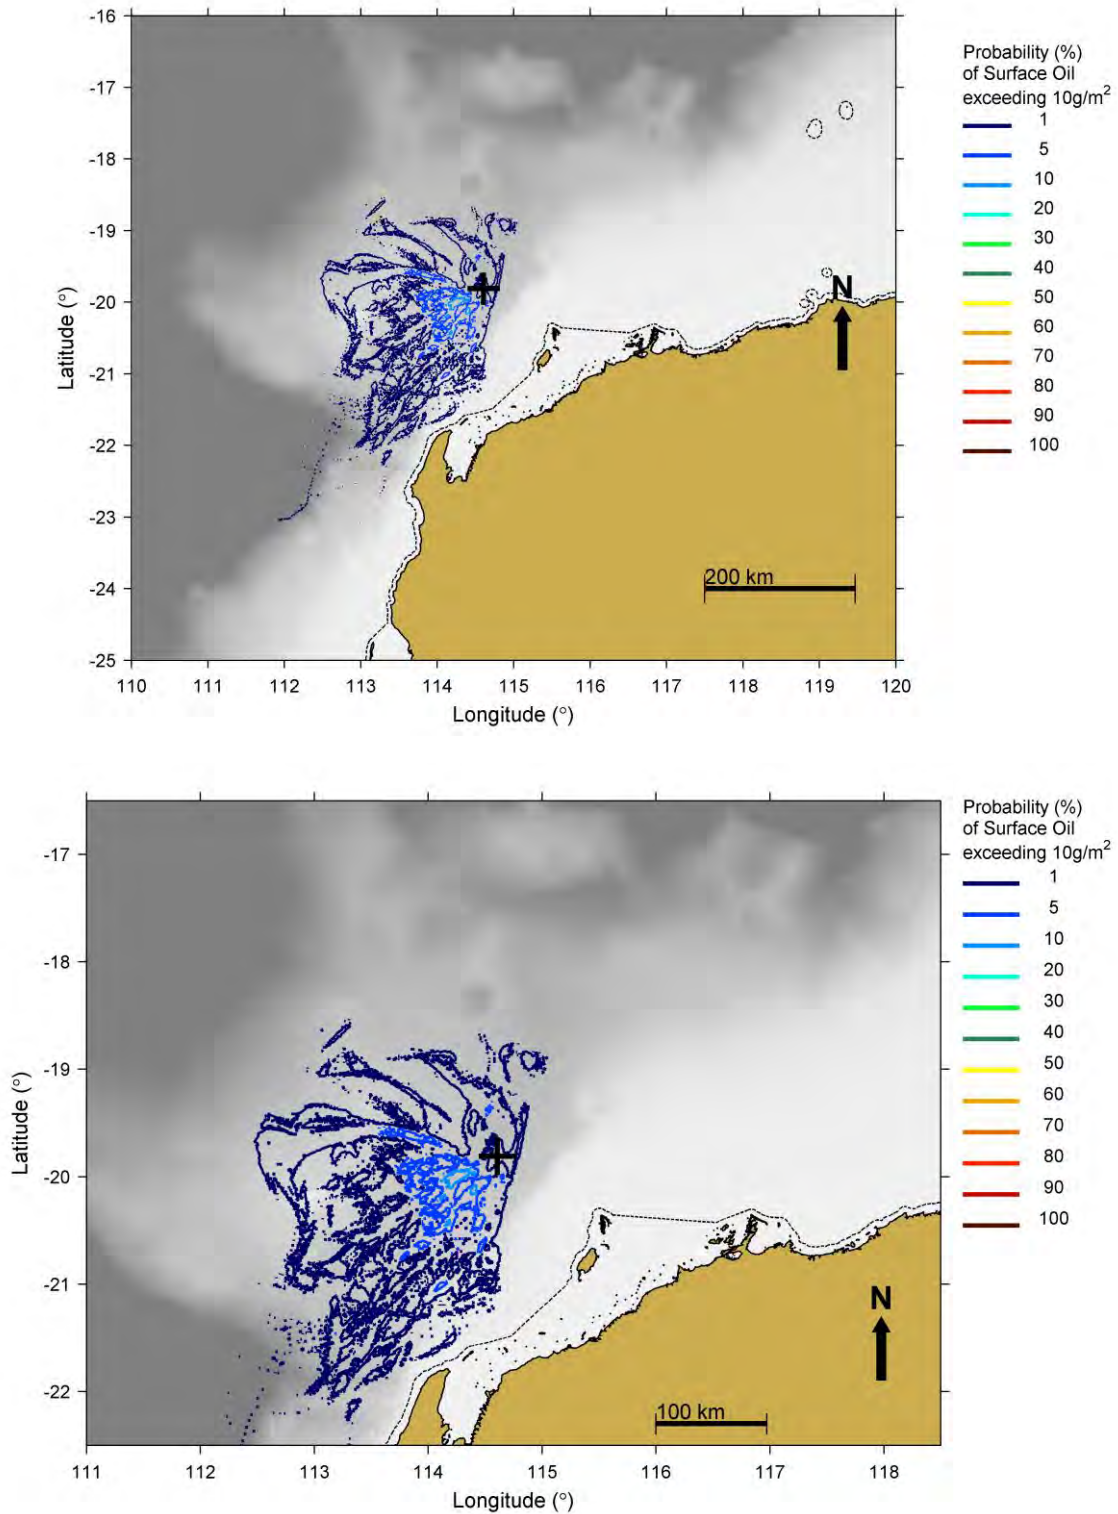 -16
-17
-18
-19
-20
-21
-22
-23
-24
-25
Latitude (°)
110 111 112 113 114 115 116 117 118 119 120
Longitude (°)
N
200 km
Probability (%)
of Surface Oil
exceeding 10g/m²
1
5
10
20
30
40
50
60
70
80
90
100
-17
-18
-19
-20
-21
-22
Latitude (°)
111 112 113 114 115 116 117 118
Longitude (°)
N
100 km
Probability (%)
of Surface Oil
exceeding 10g/m²
1
5
10
20
30
40
50
60
70
80
90
100